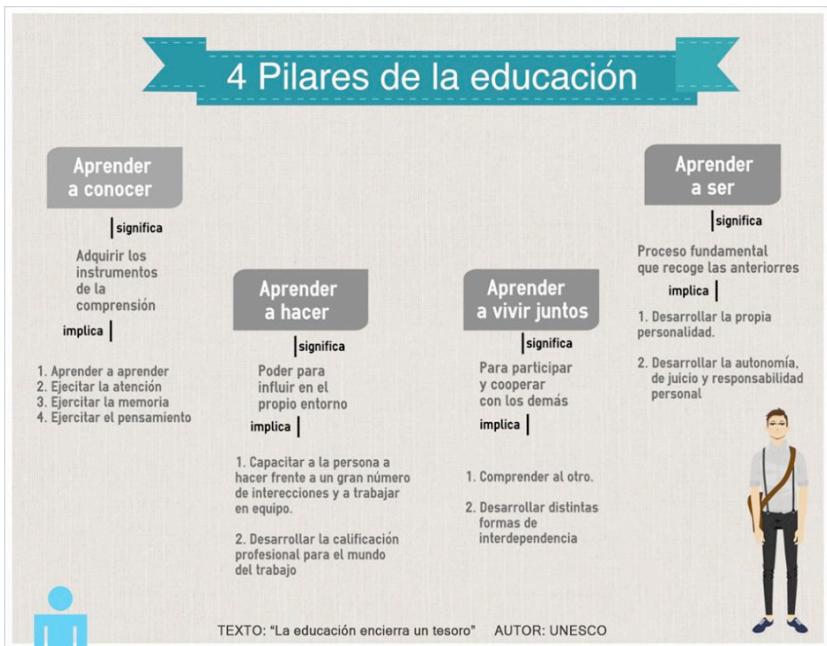 4 Pilares de la educación
Aprender
a conocer
significa
Adquirir los
instrumentos
de la
comprensión
implica
1. Aprender a aprender
2. Ejecitar la atención
3. Ejercitar la memoria
4. Ejercitar el pensamiento
Aprender
a hacer
significa
Poder para
influir en el
propio entorno
implica
1. Capacitar a la persona a
hacer frente a un gran número
de interecciones y a trabajar
en equipo.
2. Desarrollar la calificación
profesional para el mundo
del trabajo
Aprender
a vivir juntos
significa
Para participar
y cooperar
con los demás
implica
1. Comprender al otro.
2. Desarrollar distintas
formas de
interdependencia
Aprender
a ser
significa
Proceso fundamental
que recoge las anteriorres
implica
1. Desarrollar la propia
personalidad.
2. Desarrollar la autonomía,
de juicio y responsabilidad
personal
TEXTO: “La educación encierra un tesoro” AUTOR: UNESCO